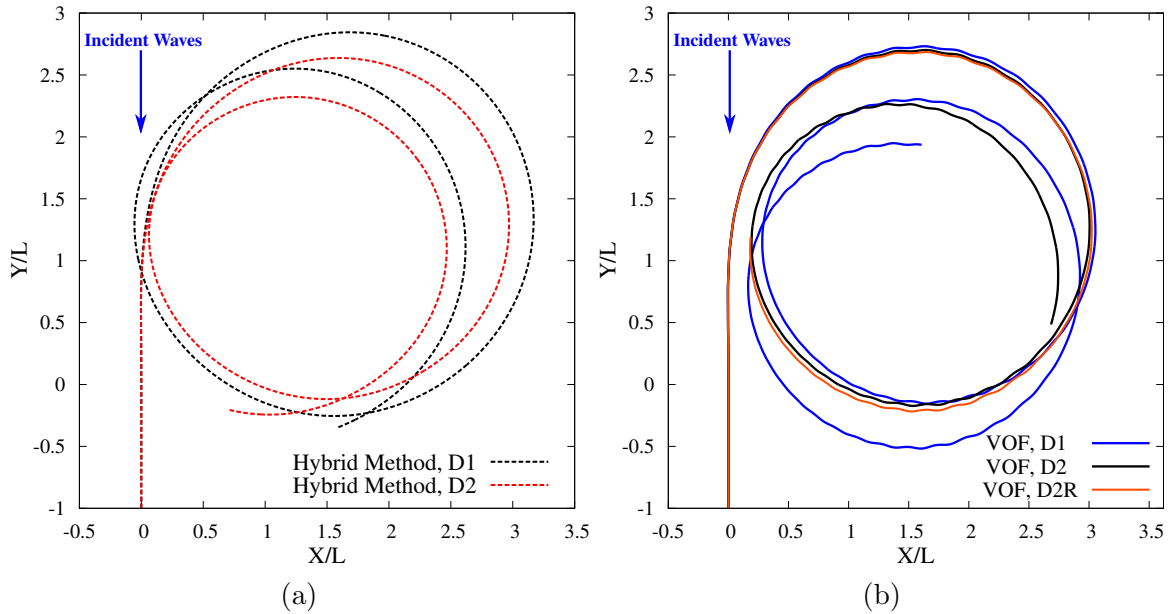 3
2.5
2
1.5
1
0.5
0
-0.5
-1
Y/L
Incident Waves
Hybrid Method, D1
Hybrid Method, D2
-0.5 0 0.5 1 1.5 2 2.5 3 3.5
X/L
(a)
3
2.5
2
1.5
1
0.5
0
-0.5
-1
Y/L
Incident Waves
VOF, D1
VOF, D2
VOF, D2R
-0.5 0 0.5 1 1.5 2 2.5 3 3.5
X/L
(b)